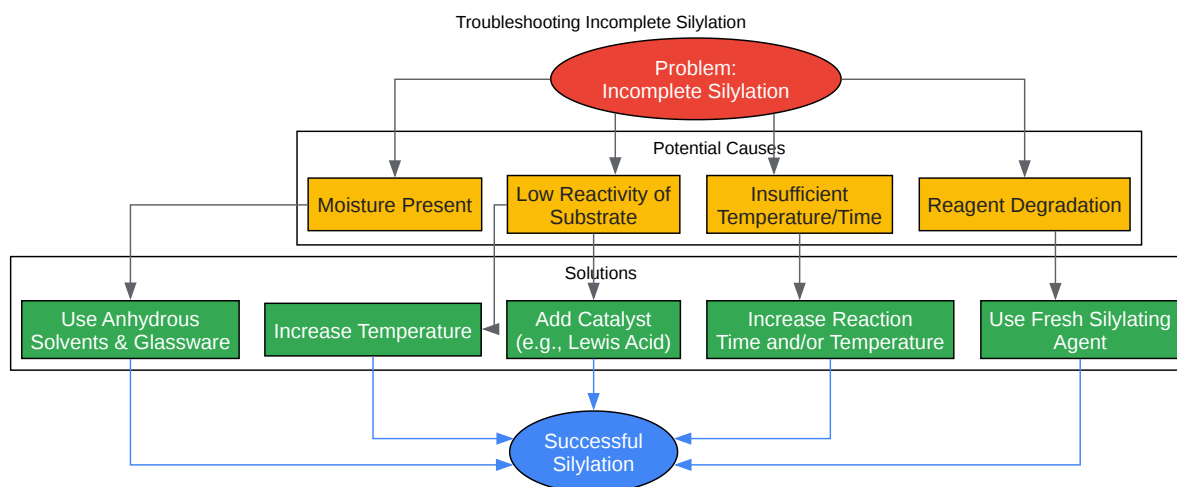 Troubleshooting Incomplete Silylation
Problem:
Incomplete Silylation
Potential Causes
Moisture Present
Low Reactivity of
Substrate
Insufficient
Temperature/Time
Reagent Degradation
Solutions
Use Anhydrous
Solvents & Glassware
Increase Temperature
Add Catalyst
(e.g., Lewis Acid)
Increase Reaction
Time and/or Temperature
Use Fresh Silylating
Agent
Successful
Silylation